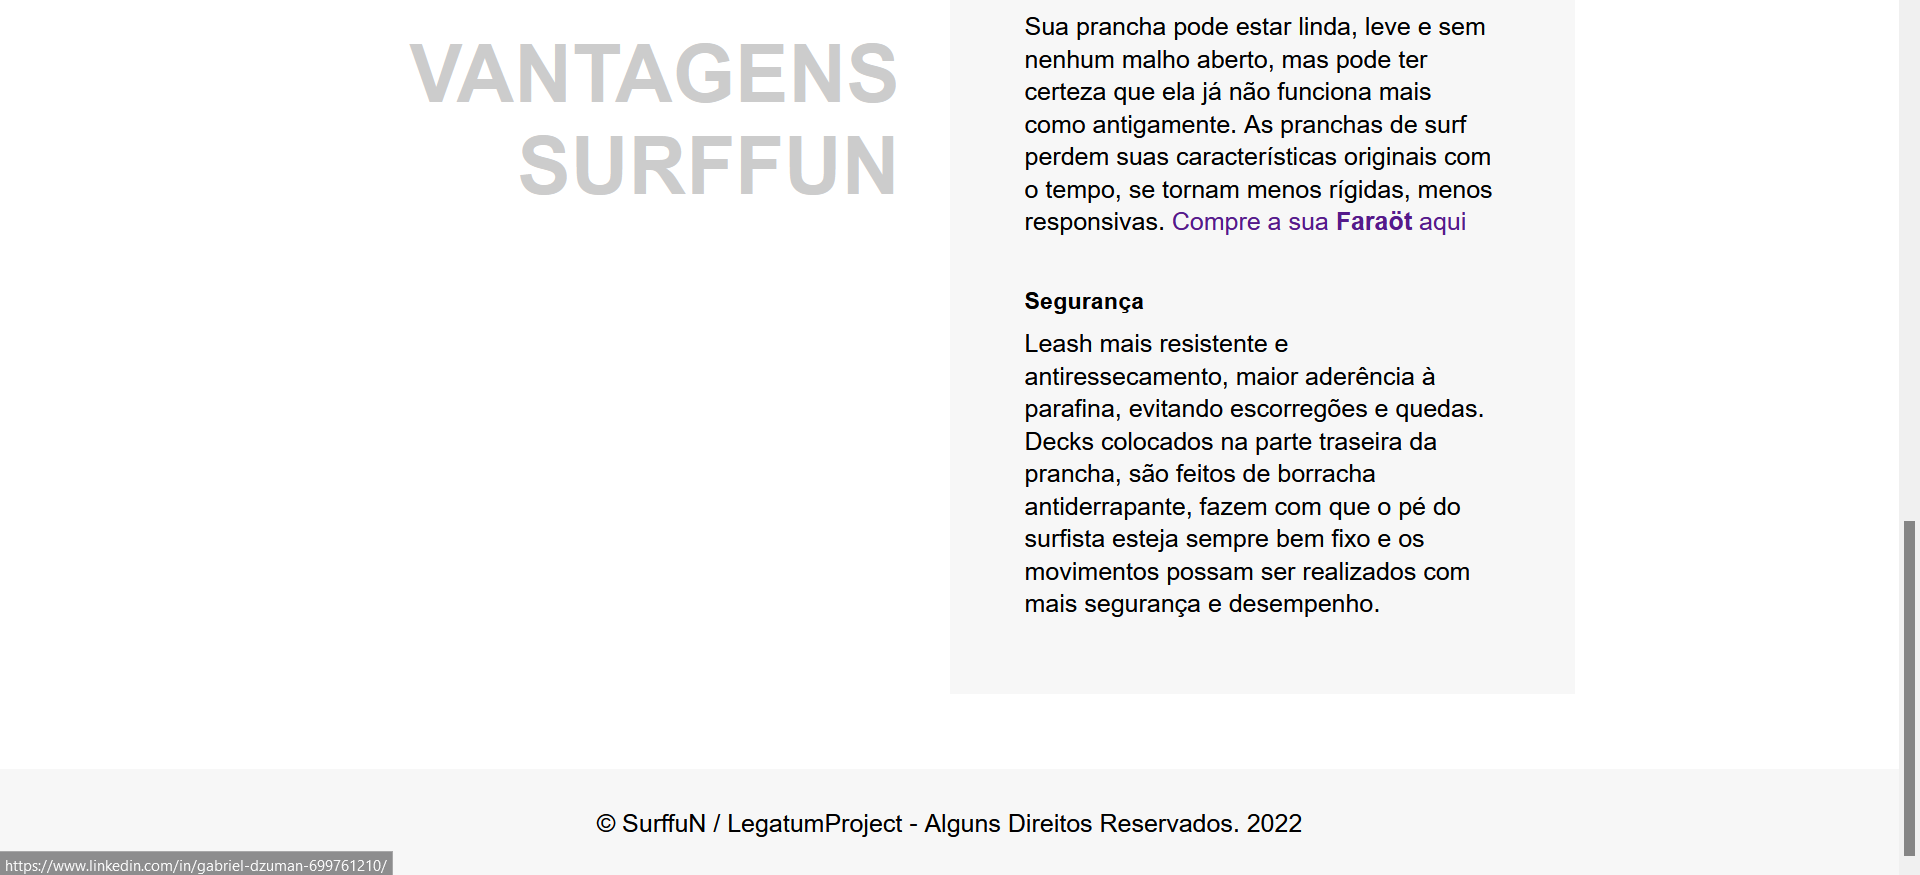 VANTAGENS
SURFFUN
Sua prancha pode estar linda, leve e sem
nenhum malho aberto, mas pode ter
certeza que ela já não funciona mais
como antigamente. As pranchas de surf
perdem suas características originais com
o tempo, se tornam menos rígidas, menos
responsivas. Compre a sua Faraöt aqui
Segurança
Leash mais resistente e
antiressecamento, maior aderência à
parafina, evitando escorregões e quedas.
Decks colocados na parte traseira da
prancha, são feitos de borracha
antiderrapante, fazem com que o pé do
surfista esteja sempre bem fixo e os
movimentos possam ser realizados com
mais segurança e desempenho.
© SurffuN / LegatumProject - Alguns Direitos Reservados. 2022
https://www.linkedin.com/in/gabriel-dzuman-699761210/